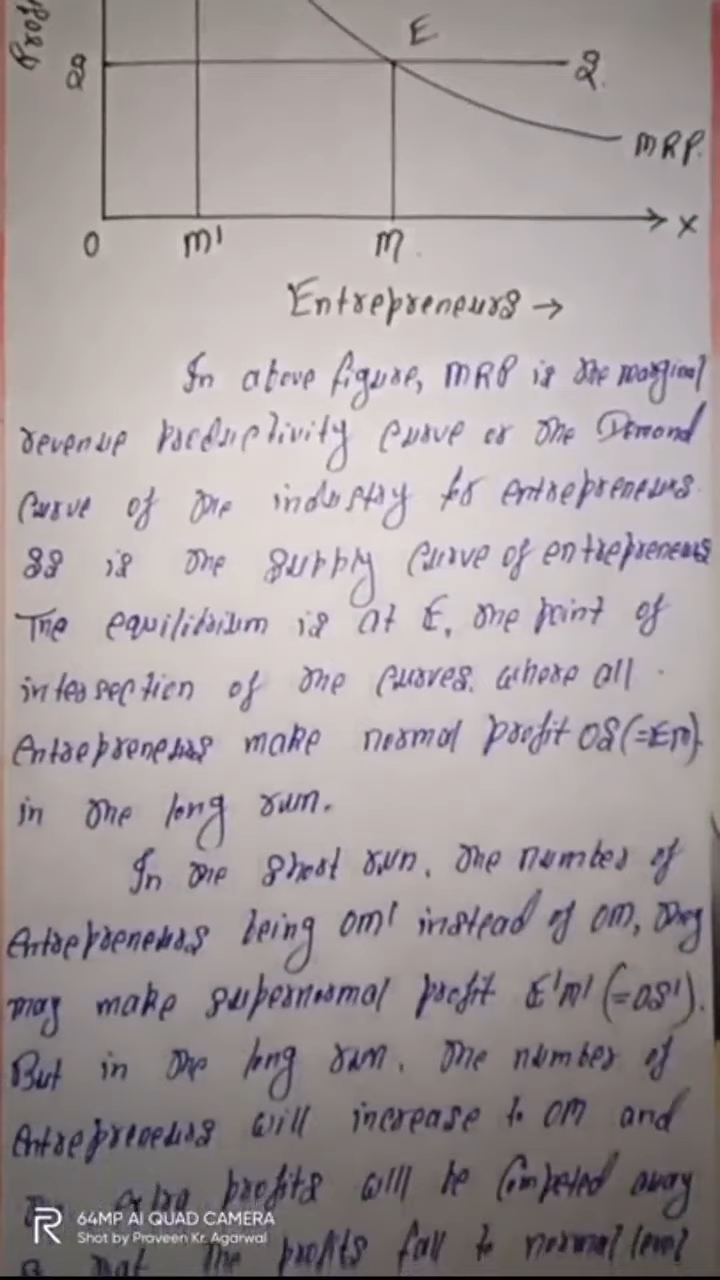 Prof
E
S
S.
MRP.
O
M'
M
X
Entrepreneurs →
In above figure, MRP is the marginal
revenue productivity curve or the Demand
curve of the industry for entrepreneurs.
SS is the supply curve of entrepreneurs
The equilibrium is at E, the point of
intersection of the curves, where all
Entrepreneurs make normal profit OS (=EM)
in the long run.
In the short run, the number of
Entrepreneurs being OM' instead of OM, they
may make supernormal profit E'M' (=OS').
But in the long run, the number of
Entrepreneurs will increase to OM and
extra profits will be Competed away
that the profits fall to normal level
64MP AI QUAD CAMERA
Shot by Praveen Kr. Agarwal